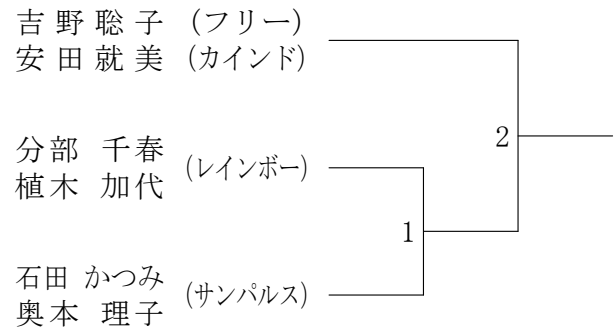 吉野聡子 (フリー)
安田就美 (カインド)
2
分部 千春
植木 加代 (レインボー)
1
石田 かつみ
奥本 理子 (サンパルス)